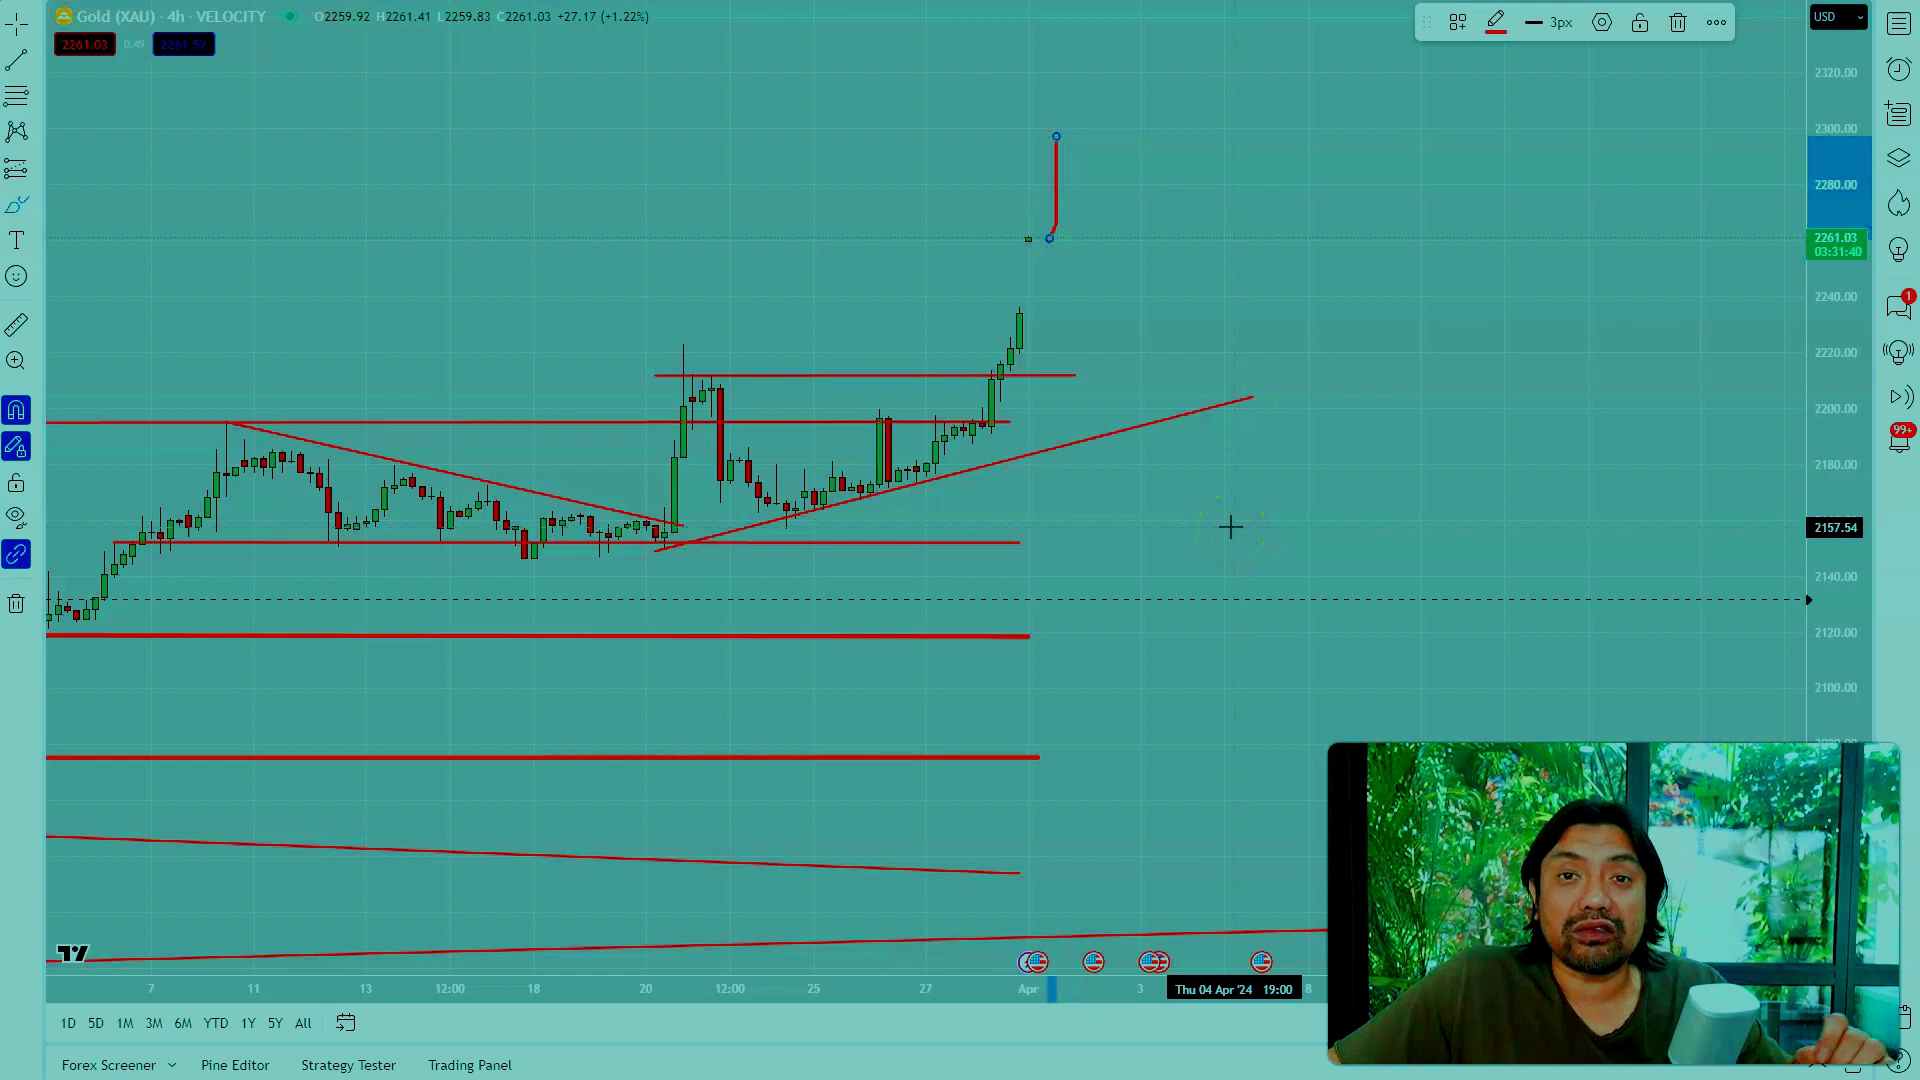 Gold (XAU) · 4h · VELOCITY O2259.92 H2261.41 L2259.83 C2261.03 +27.17 (+1.22%)
2261.03 0.49 2261.52
3px
USD
2320.00
2300.00
2280.00
2261.03
03:31:40
2240.00
2220.00
2200.00
2180.00
2157.54
2140.00
2120.00
2100.00
1
99+
7 11 13 12:00 18 20 12:00 25 27 Apr 3 Thu 04 Apr '24 19:00 8
1D 5D 1M 3M 6M YTD 1Y 5Y All
Forex Screener Pine Editor Strategy Tester Trading Panel